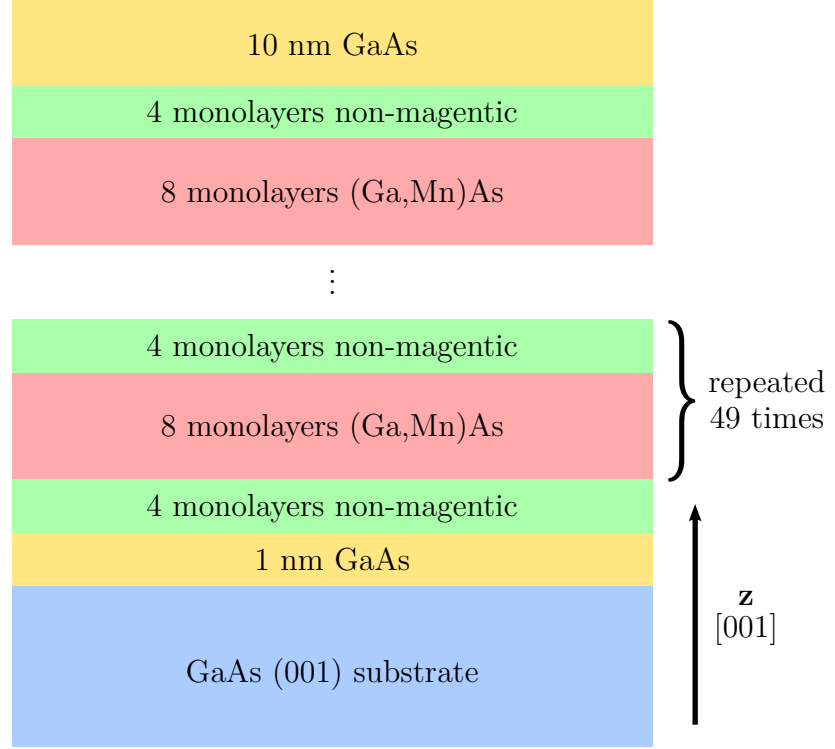 10 nm GaAs
4 monolayers non-magentic
8 monolayers (Ga,Mn)As
⋮
4 monolayers non-magentic
8 monolayers (Ga,Mn)As
repeated
49 times
4 monolayers non-magentic
1 nm GaAs
z
[001]
GaAs (001) substrate